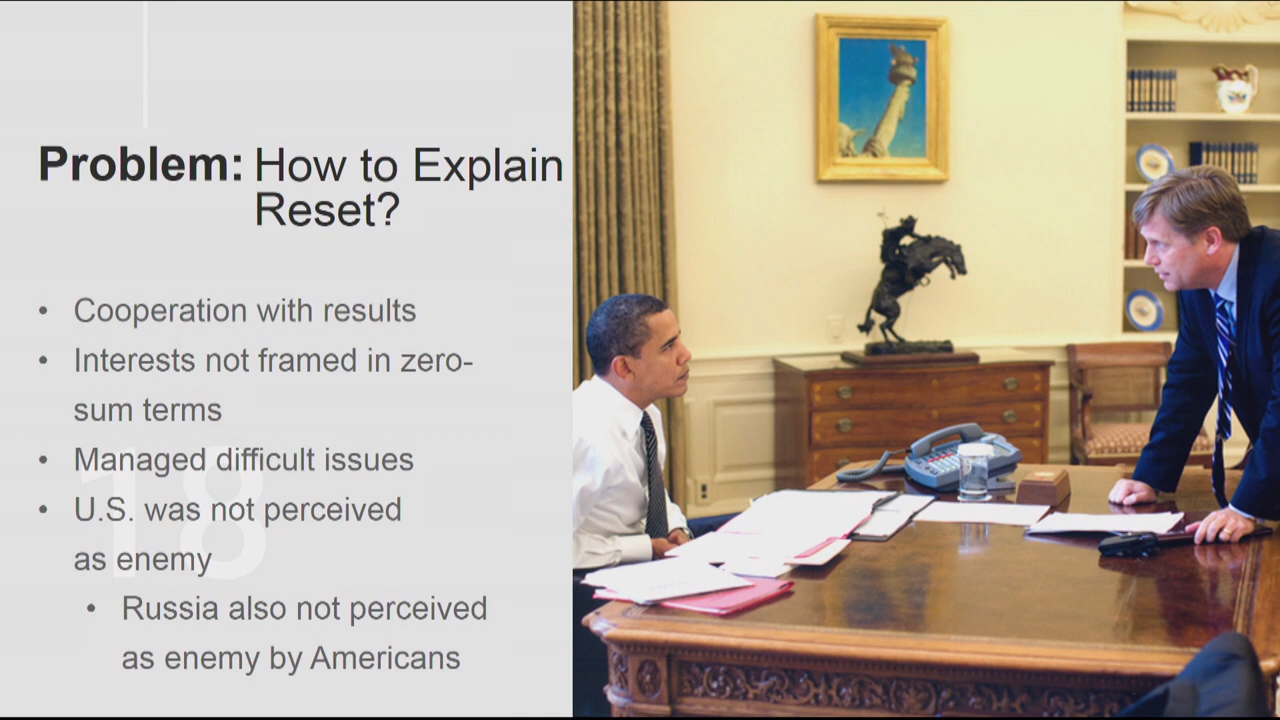 Problem: How to Explain
Reset?
• Cooperation with results
• Interests not framed in zero-
sum terms
• Managed difficult issues
• U.S. was not perceived
as enemy
• Russia also not perceived
as enemy by Americans
18